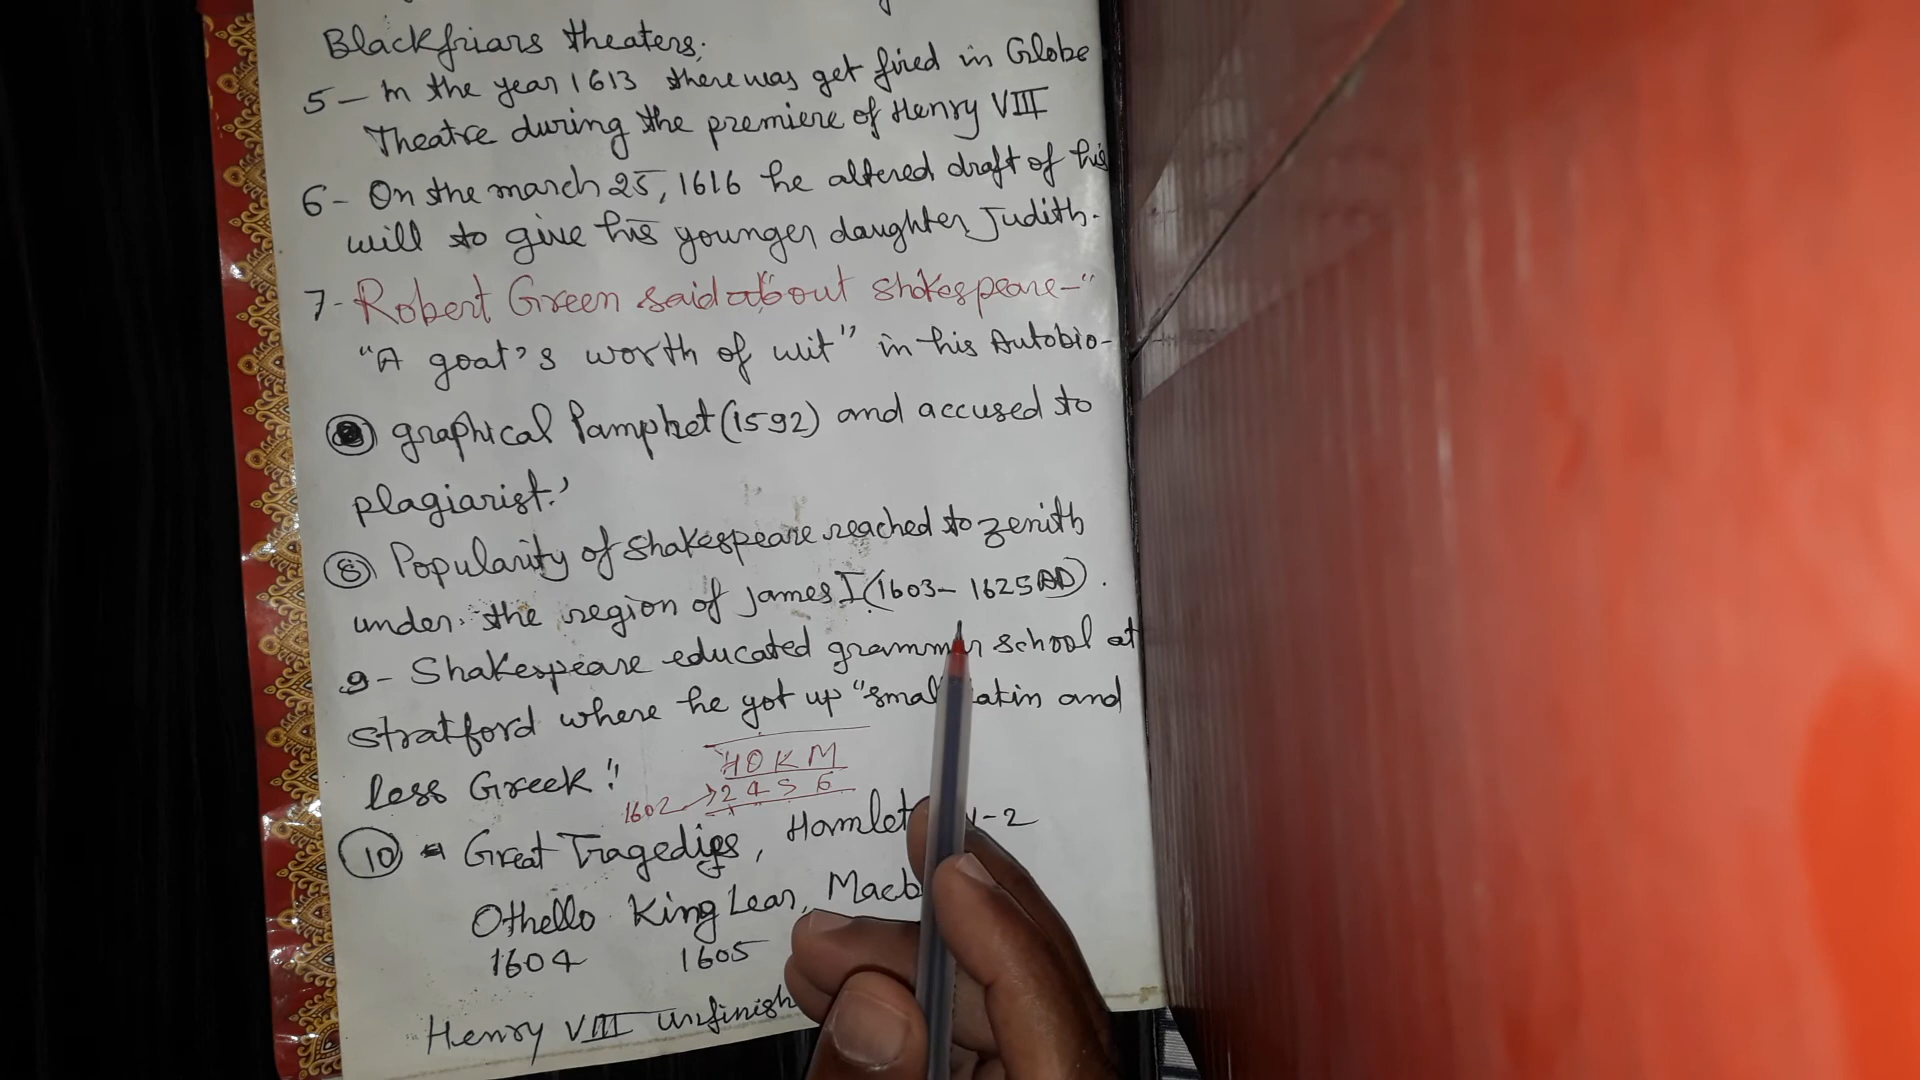 Blackfriars theaters.
5 - In the year 1613 there was get fired in Globe
Theatre during the premiere of Henry VIII
6 - On the march 25, 1616 he altered draft of his
will to give his younger daughter, Judith.
7 - Robert Green said about Shakespeare - "
"A goat's worth of wit" in his Autobio-
graphical Pamphet (1592) and accused to
plagiarist.'
8 Popularity of Shakespeare reached to zenith
under the region of James I (1603 - 1625 AD).
9 - Shakespeare educated grammar school at
Stratford where he got up "small Latin and
less Greek".
HOKM
1602 → 2 4 5 6
10 - Great Tragedies, Hamlet 1-2
Othello King Lear, Macb
1604 1605
Henry VIII unfinish